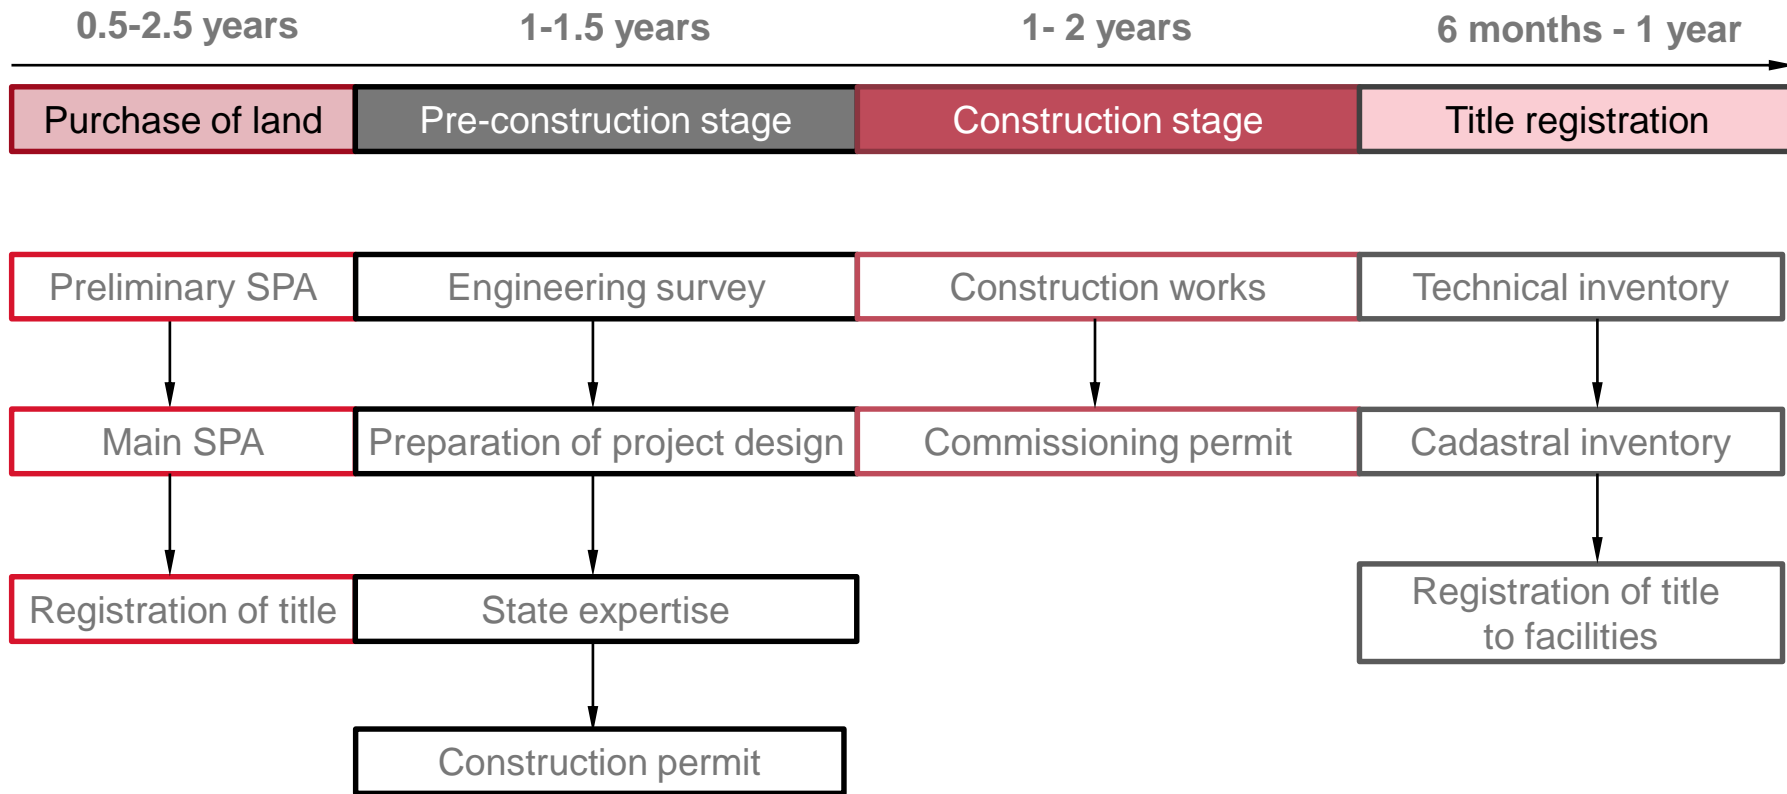 0.5-2.5 years
1-1.5 years
1- 2 years
6 months - 1 year
Purchase of land
Pre-construction stage
Construction stage
Title registration
Preliminary SPA
Engineering survey
Construction works
Technical inventory
Main SPA
Preparation of project design
Commissioning permit
Cadastral inventory
Registration of title
State expertise
Registration of title
to facilities
Construction permit